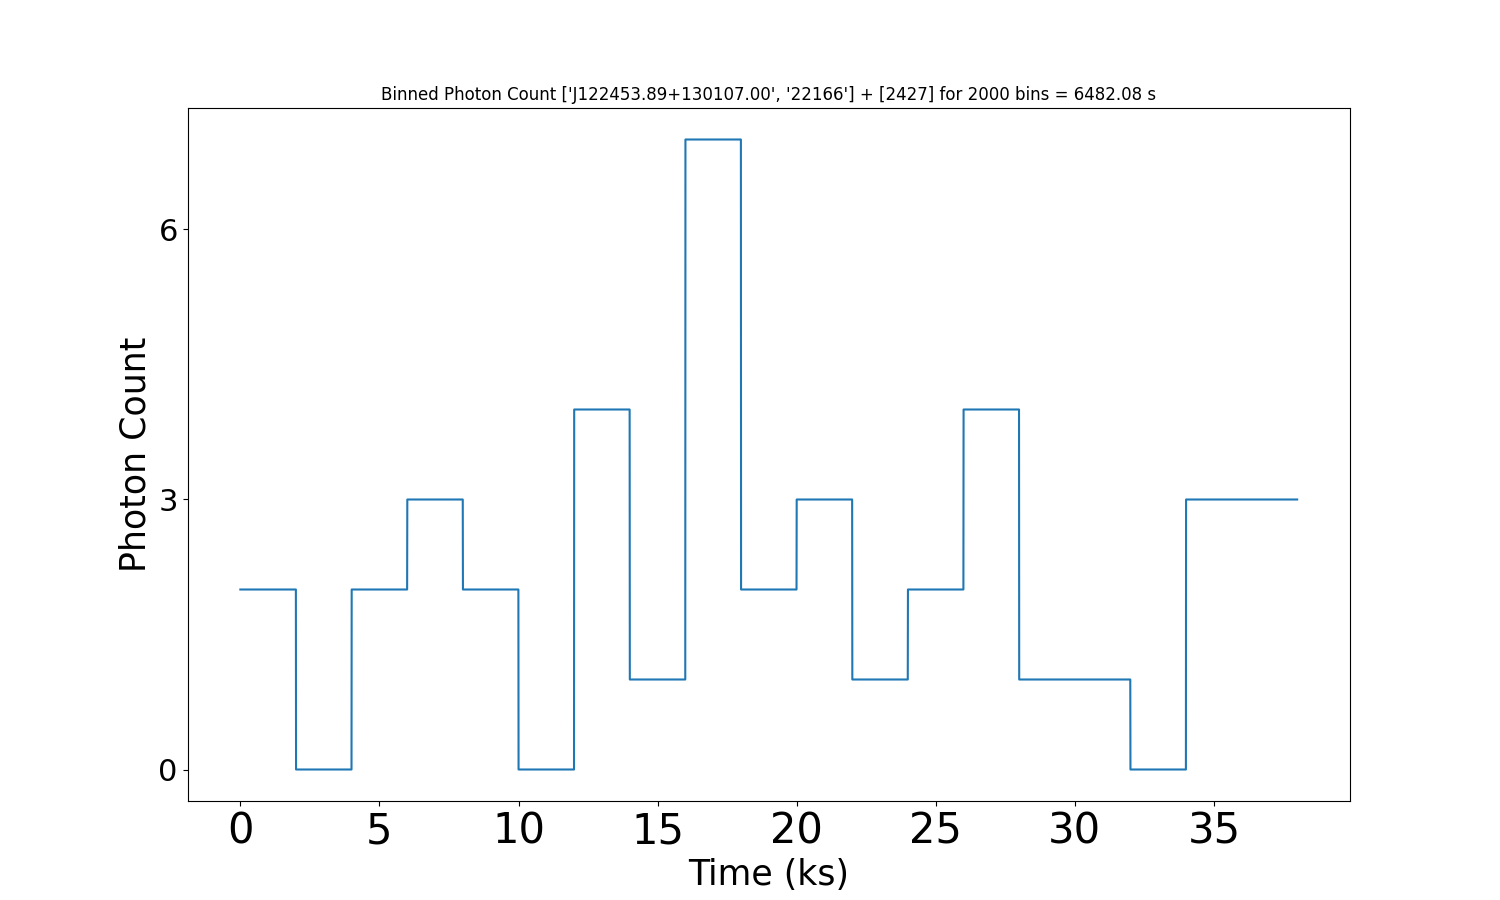 Binned Photon Count ['J122453.89+130107.00', '22166'] + [2427] for 2000 bins = 6482.08 s
6
3
0
Photon Count
0 5 10 15 20 25 30 35
Time (ks)